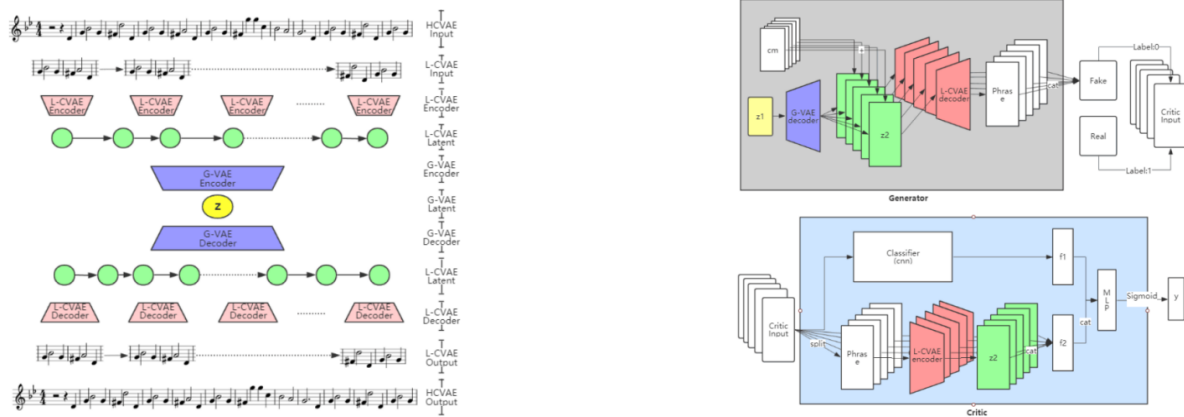 HCVAE
Input
L-CVAE
Input
L-CVAE
Encoder
L-CVAE
Encoder
L-CVAE
Encoder
L-CVAE
Encoder
L-CVAE
Encoder
L-CVAE
Latent
G-VAE
Encoder
G-VAE
Encoder
z
G-VAE
Latent
G-VAE
Decoder
G-VAE
Decoder
L-CVAE
Latent
L-CVAE
Decoder
L-CVAE
Decoder
L-CVAE
Decoder
L-CVAE
Decoder
L-CVAE
Decoder
L-CVAE
Output
HCVAE
Output
cm
z1
G-VAE
decoder
z2
L-CVAE
decoder
Phras
e
cat
Label:0
Fake
Real
Critic
Input
Label:1
Generator
Critic
Input
split
Classifier
(cnn)
Phras
e
L-CVAE
encoder
z2
cat
f1
f2
cat
M
L
P
Sigmoid
y
Critic